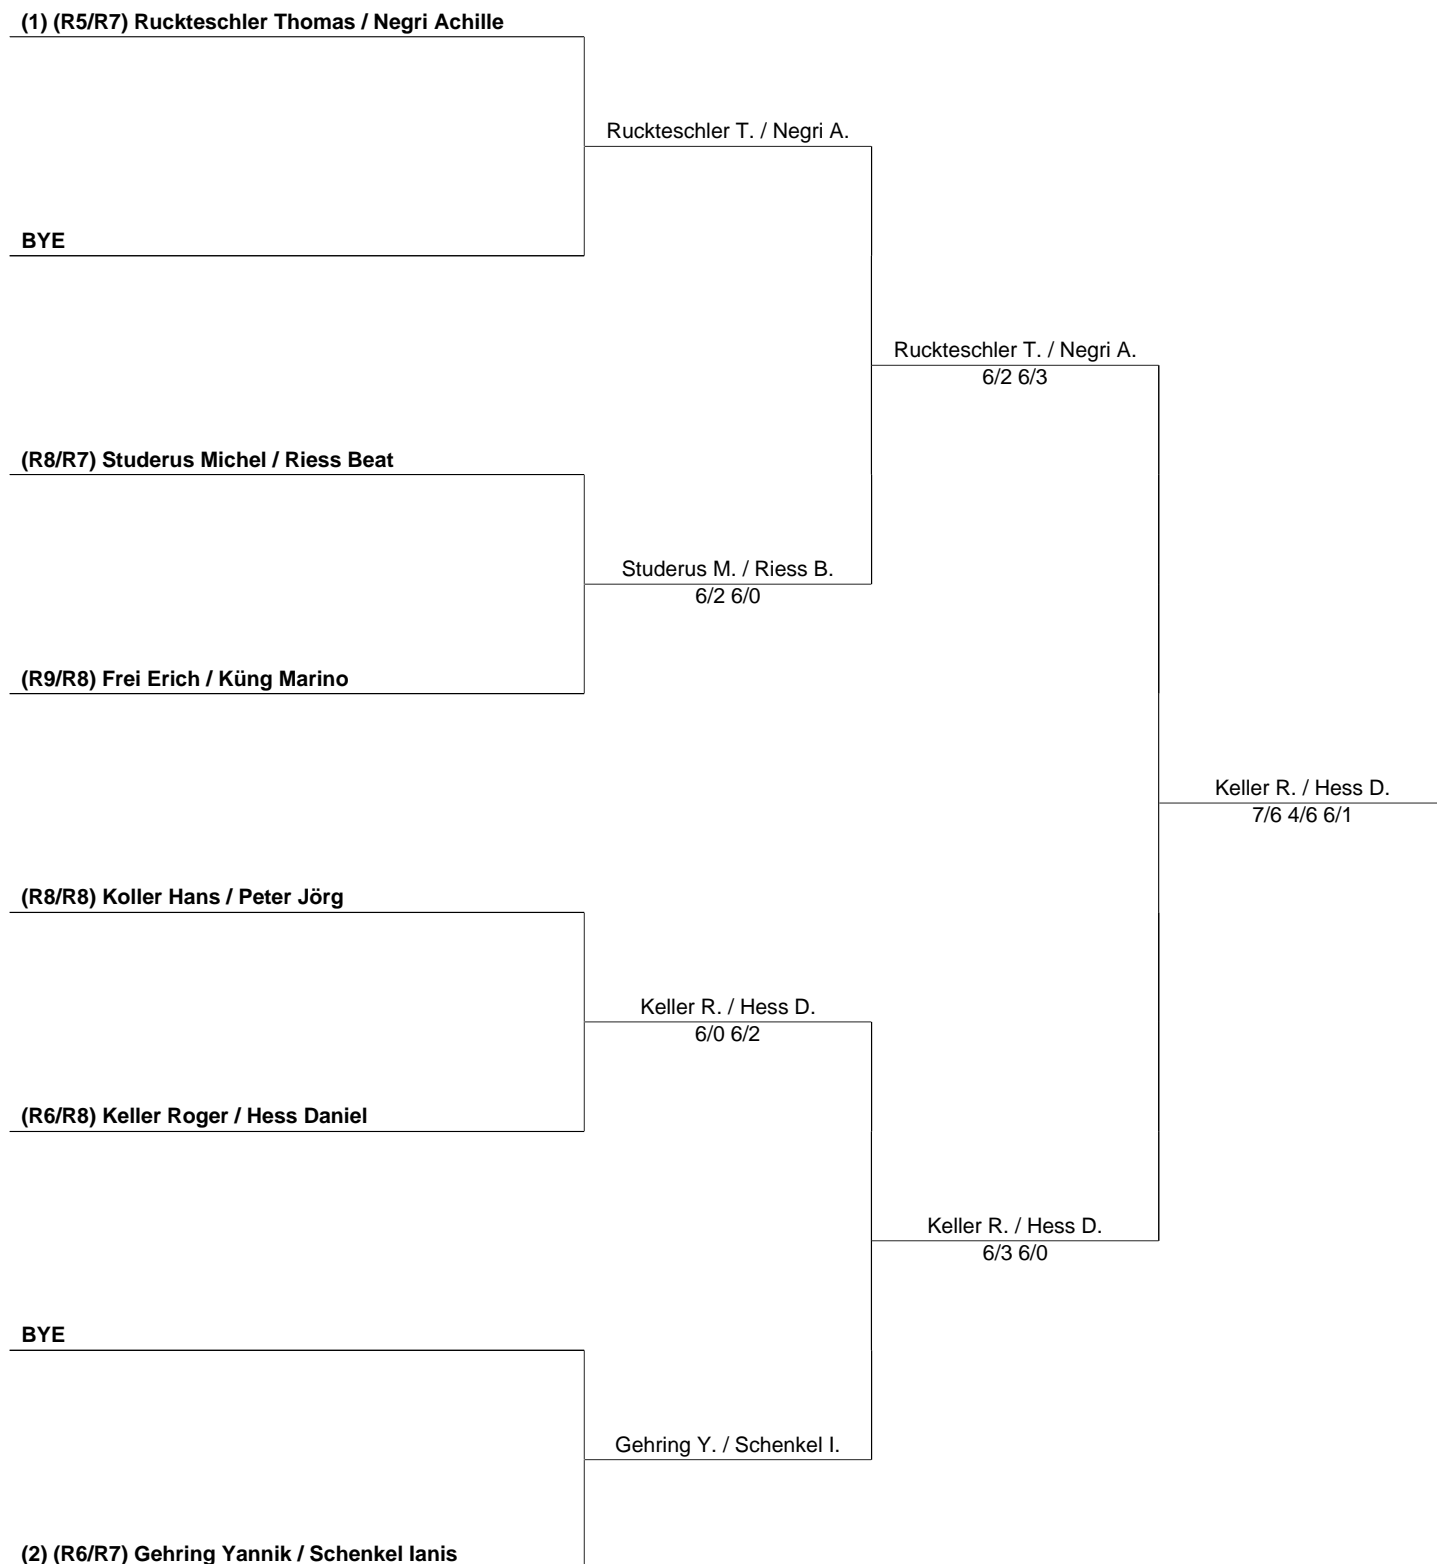 (1) (R5/R7) Ruckteschler Thomas / Negri Achille
Ruckteschler T. / Negri A.
BYE
Ruckteschler T. / Negri A.
6/2 6/3
(R8/R7) Studerus Michel / Riess Beat
Studerus M. / Riess B.
6/2 6/0
(R9/R8) Frei Erich / Küng Marino
Keller R. / Hess D.
7/6 4/6 6/1
(R8/R8) Koller Hans / Peter Jörg
Keller R. / Hess D.
6/0 6/2
(R6/R8) Keller Roger / Hess Daniel
Keller R. / Hess D.
6/3 6/0
BYE
Gehring Y. / Schenkel I.
(2) (R6/R7) Gehring Yannik / Schenkel Ianis